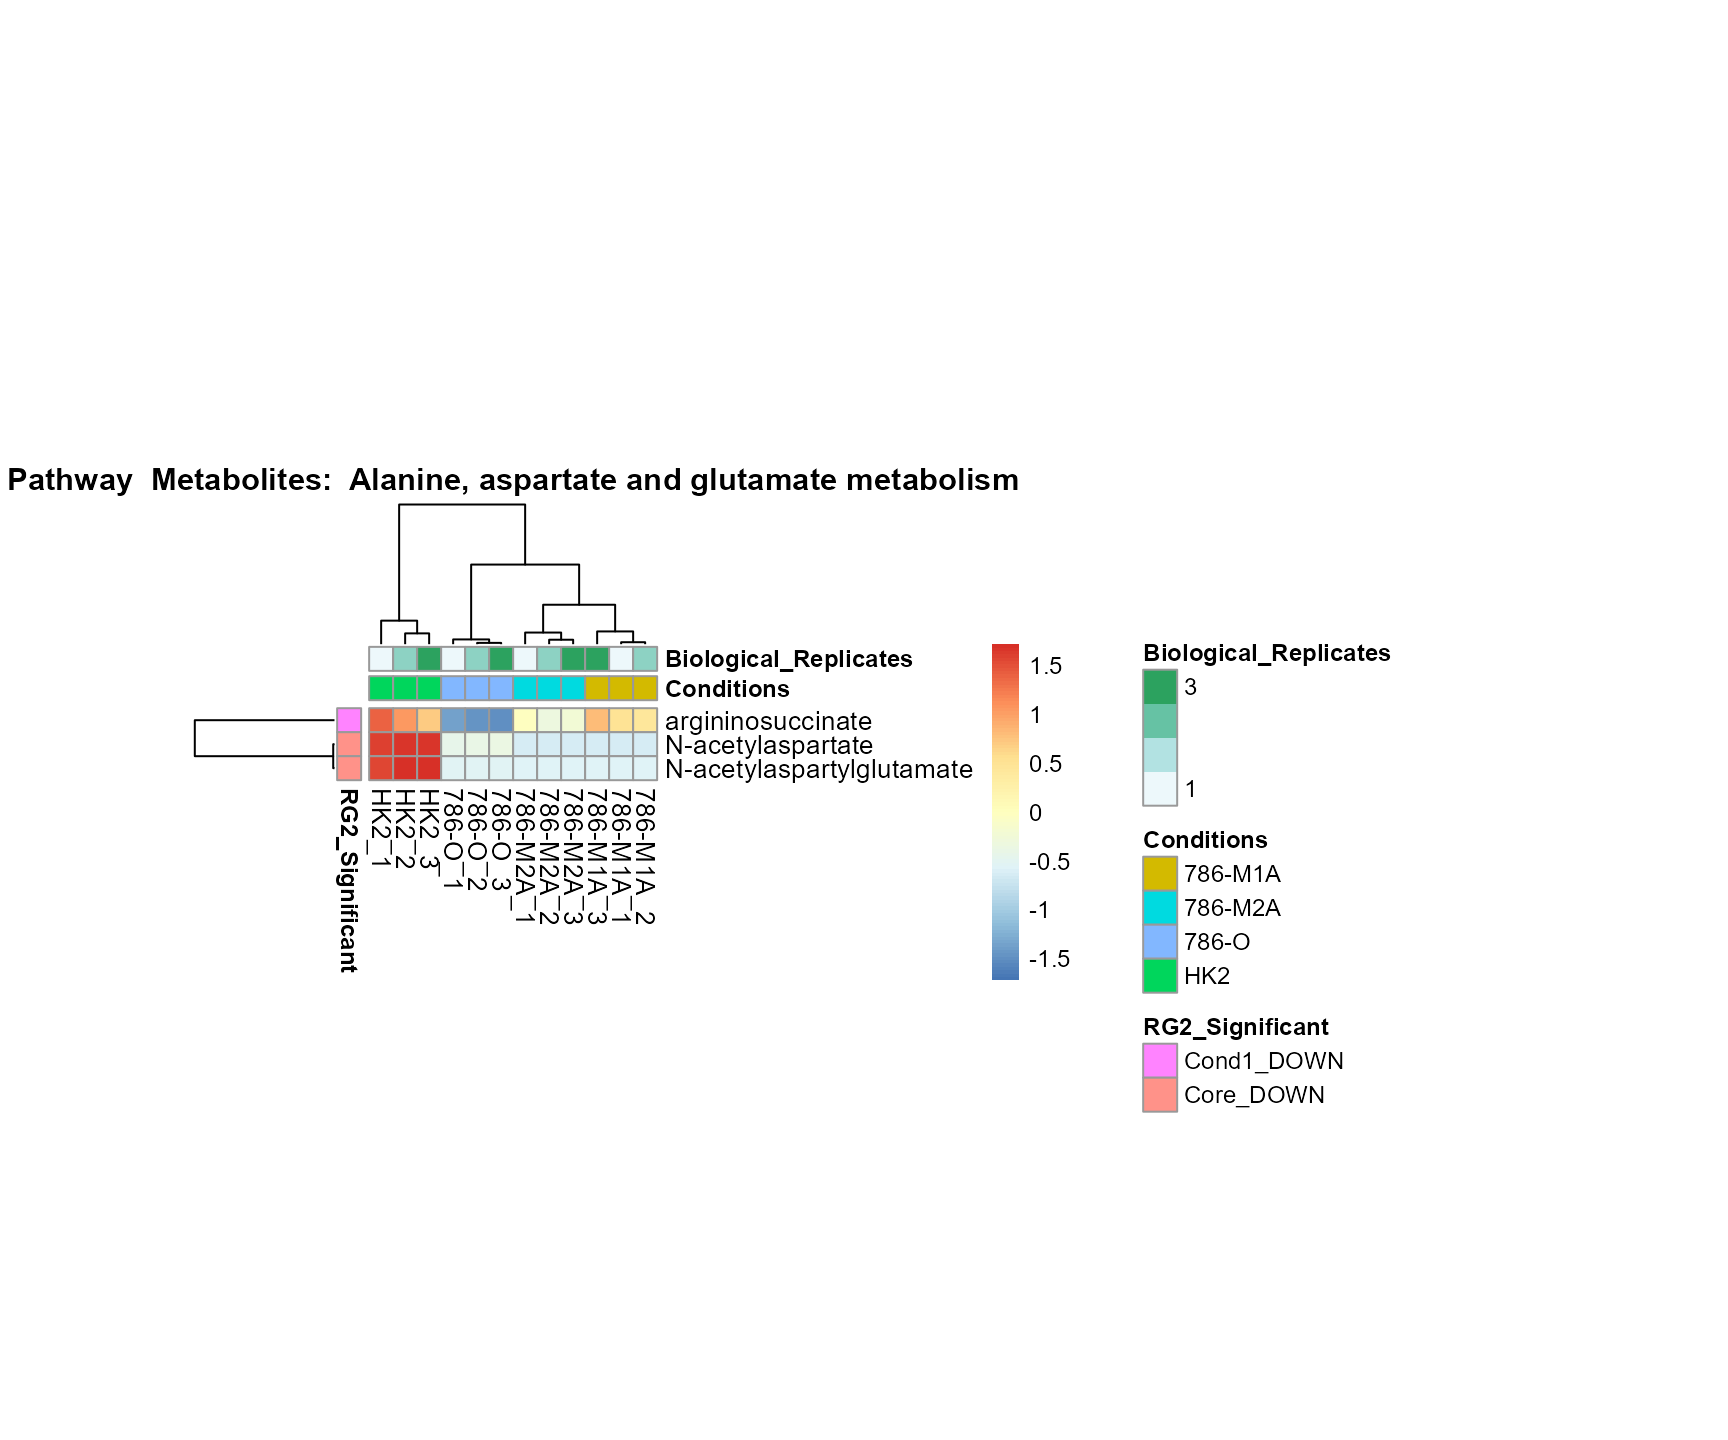 Pathway  Metabolites:  Alanine, aspartate and glutamate metabolism
Biological_Replicates
Conditions
argininosuccinate
N-acetylaspartate
N-acetylaspartylglutamate
RG2_Significant
HK2_1
HK2_2
HK2_3
786-O_1
786-O_2
786-O_3
786-M2A_1
786-M2A_2
786-M2A_3
786-M1A_3
786-M1A_1
786-M1A_2
1.5
1
0.5
0
-0.5
-1
-1.5
Biological_Replicates
3
1
Conditions
786-M1A
786-M2A
786-O
HK2
RG2_Significant
Cond1_DOWN
Core_DOWN